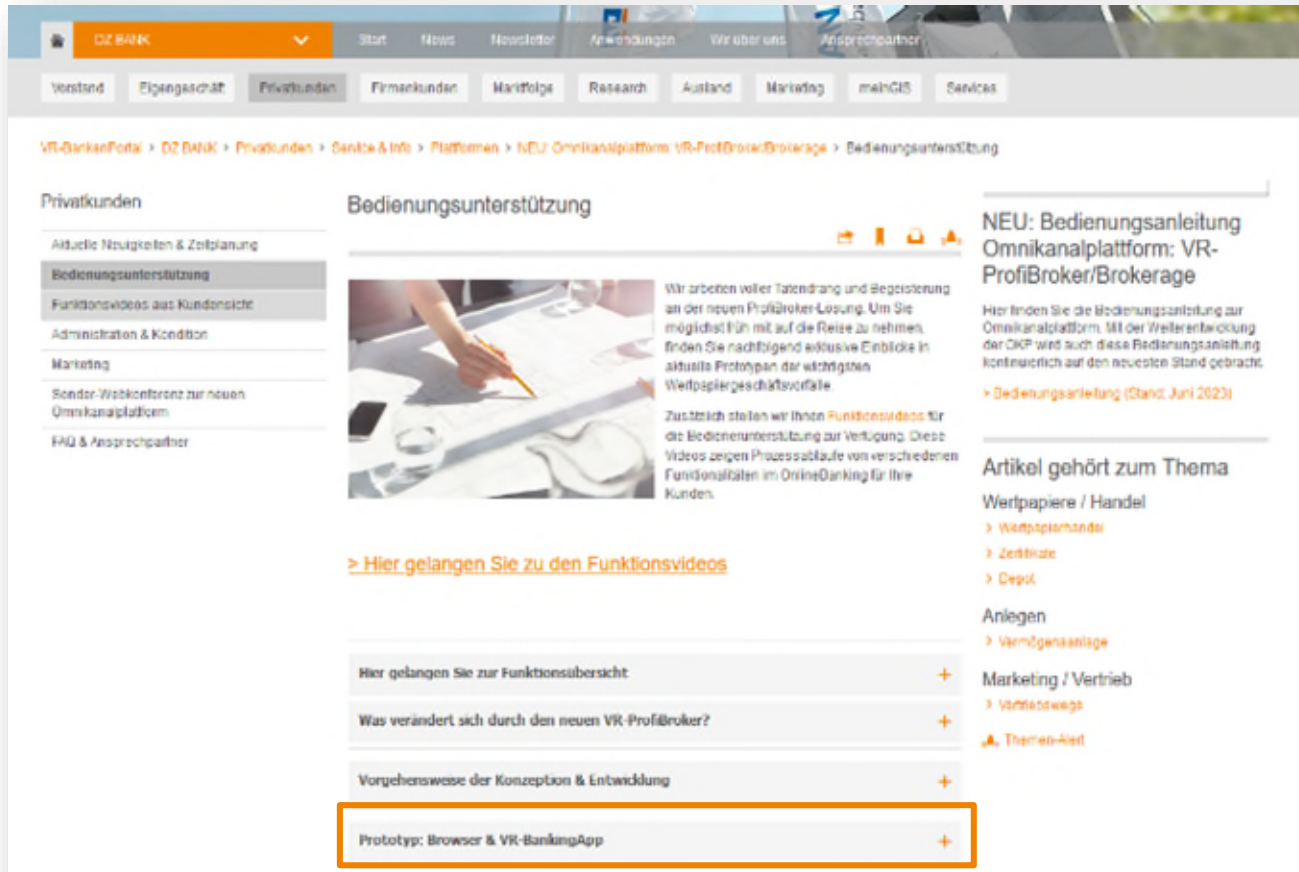 DZ BANK
Start News Newsletter Anwendungen Wir über uns Ansprechpartner
Vorstand Eigengeschäft Privatkunden Firmenkunden Marktfolge Research Ausland Marketing meinGIS Services
VR-BankenPortal > DZ BANK > Privatkunden > Service & Info > Plattformen > NEU: Omnikanalplattform: VR-ProfiBroker/Brokerage > Bedienungsunterstützung
Privatkunden
Aktuelle Neuigkeiten & Zeitplanung
Bedienungsunterstützung
Funktionsvideos aus Kundensicht
Administration & Kondition
Marketing
Sonder-Webkonferenz zur neuen
Omnikanalplattform
FAQ & Ansprechpartner
Bedienungsunterstützung
Wir arbeiten voller Tatendrang und Begeisterung
an der neuen ProfiBroker-Lösung. Um Sie
möglichst früh mit auf die Reise zu nehmen,
finden Sie nachfolgend exklusive Einblicke in
aktuelle Prototypen der wichtigsten
Wertpapiergeschäftsvorfälle.
Zusätzlich stellen wir Ihnen Funktionsvideos für
die Bedienerunterstützung zur Verfügung. Diese
Videos zeigen Prozessabläufe von verschiedenen
Funktionalitäten im OnlineBanking für Ihre
Kunden.
> Hier gelangen Sie zu den Funktionsvideos
Hier gelangen Sie zur Funktionsübersicht +
Was verändert sich durch den neuen VR-ProfiBroker? +
Vorgehensweise der Konzeption & Entwicklung +
Prototyp: Browser & VR-BankingApp +
NEU: Bedienungsanleitung
Omnikanalplattform: VR-
ProfiBroker/Brokerage
Hier finden Sie die Bedienungsanleitung zur
Omnikanalplattform. Mit der Weiterentwicklung
der OKP wird auch diese Bedienungsanleitung
kontinuierlich auf den neuesten Stand gebracht.
> Bedienungsanleitung (Stand: Juni 2023)
Artikel gehört zum Thema
Wertpapiere / Handel
> Wertpapierhandel
> Zertifikate
> Depot
Anlegen
> Vermögensanlage
Marketing / Vertrieb
> Vertriebswege
Themen-Alert